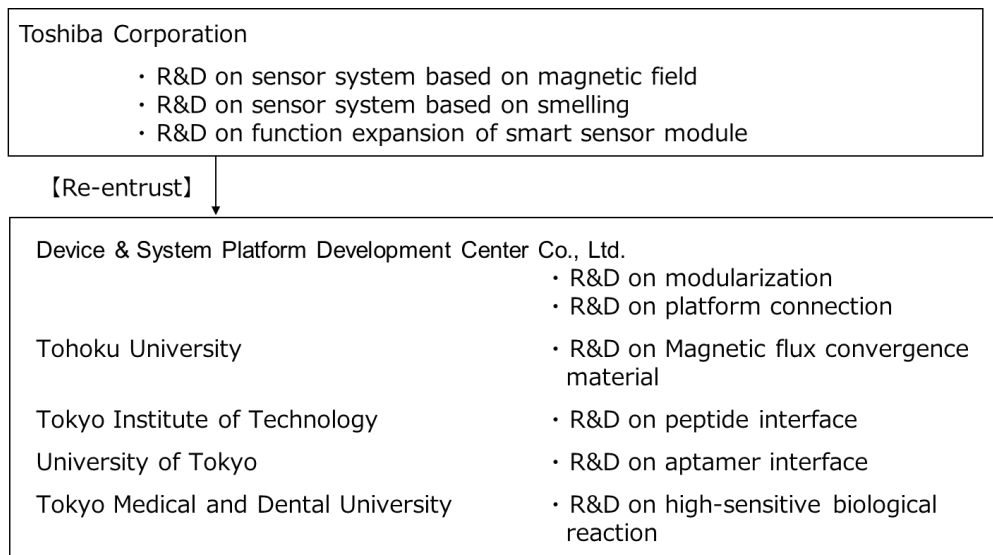 Toshiba Corporation
・R&D on sensor system based on magnetic field
・R&D on sensor system based on smelling
・R&D on function expansion of smart sensor module
【Re-entrust】
Device & System Platform Development Center Co., Ltd.
・R&D on modularization
・R&D on platform connection
Tohoku University ・R&D on Magnetic flux convergence
material
Tokyo Institute of Technology ・R&D on peptide interface
University of Tokyo ・R&D on aptamer interface
Tokyo Medical and Dental University ・R&D on high-sensitive biological
reaction